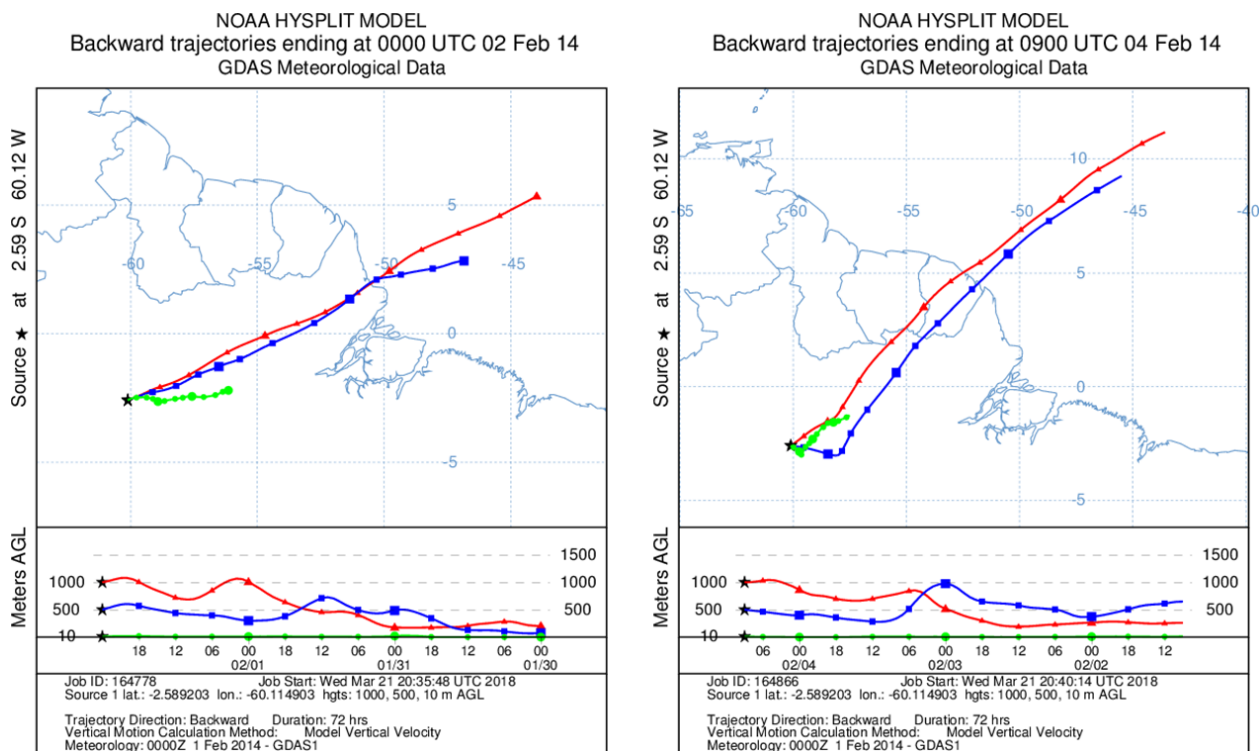 NOAA HYSPLIT MODEL
Backward trajectories ending at 0000 UTC 02 Feb 14
GDAS Meteorological Data
Source ★ at 2.59 S 60.12 W
5
-60
-55
-50
-45
0
-5
Meters AGL
1500
1000
1000
500
500
10
18 12 06 00 18 12 06 00 18 12 06 00
02/01 01/31 01/30
Job ID: 164778 Job Start: Wed Mar 21 20:35:48 UTC 2018
Source 1 lat.: -2.589203 lon.: -60.114903 hgts: 1000, 500, 10 m AGL
Trajectory Direction: Backward Duration: 72 hrs
Vertical Motion Calculation Method: Model Vertical Velocity
Meteorology: 0000Z 1 Feb 2014 - GDAS1
NOAA HYSPLIT MODEL
Backward trajectories ending at 0900 UTC 04 Feb 14
GDAS Meteorological Data
Source ★ at 2.59 S 60.12 W
10
-65
-60
-55
-50
-45
-40
5
0
-5
Meters AGL
1500
1000
1000
500
500
10
06 00 18 12 06 00 18 12 06 00 18 12
02/04 02/03 02/02
Job ID: 164866 Job Start: Wed Mar 21 20:40:14 UTC 2018
Source 1 lat.: -2.589203 lon.: -60.114903 hgts: 1000, 500, 10 m AGL
Trajectory Direction: Backward Duration: 72 hrs
Vertical Motion Calculation Method: Model Vertical Velocity
Meteorology: 0000Z 1 Feb 2014 - GDAS1